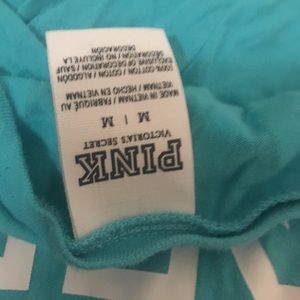 PINK
VICTORIA'S SECRET
M | M
MADE IN VIETNAM / FABRIQUÉ AU
VIETNAM / HECHO EN VIETNAM
100% COTTON / COTON / ALGODÓN
EXCLUSIVE OF DECORATION / SAUF
DÉCORATION / NO INCLUYE LA
DECORACIÓN